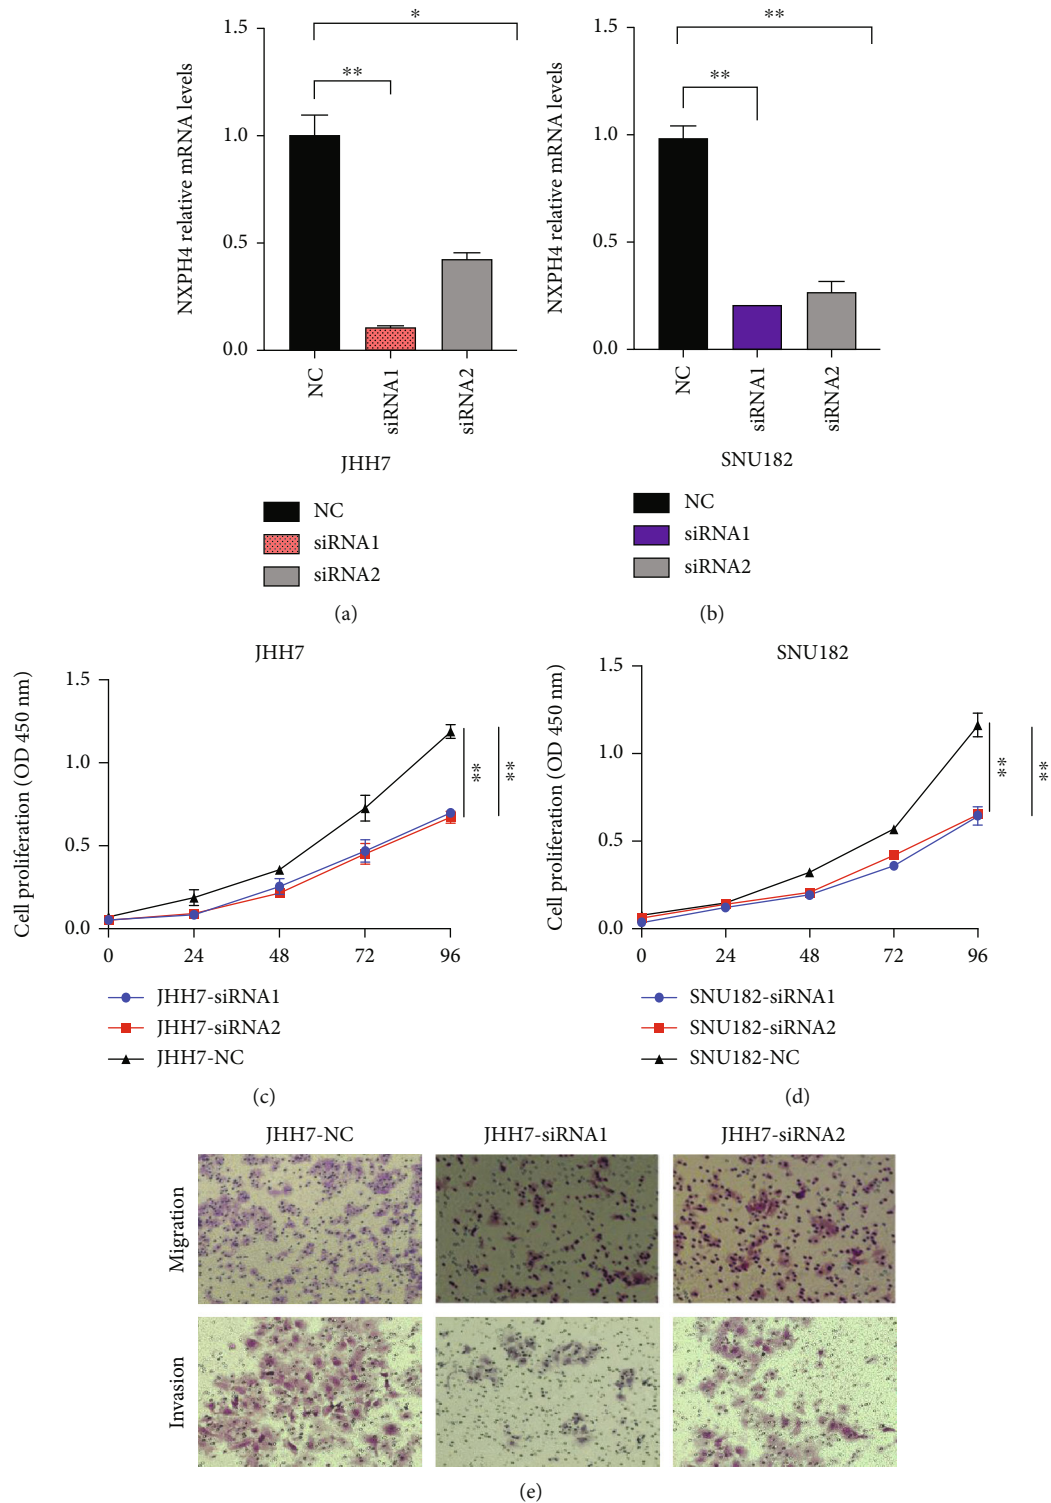 NXPH4 relative mRNA levels
1.5
1.0
0.5
0.0
*
**
NC
siRNA1
siRNA2
JHH7
NC
siRNA1
siRNA2
(a)
NXPH4 relative mRNA levels
1.5
1.0
0.5
0.0
**
**
NC
siRNA1
siRNA2
SNU182
NC
siRNA1
siRNA2
(b)
JHH7
Cell proliferation (OD 450 nm)
1.5
1.0
0.5
0.0
0 24 48 72 96
**
**
JHH7-siRNA1
JHH7-siRNA2
JHH7-NC
(c)
SNU182
Cell proliferation (OD 450 nm)
1.5
1.0
0.5
0.0
0 24 48 72 96
**
**
SNU182-siRNA1
SNU182-siRNA2
SNU182-NC
(d)
JHH7-NC JHH7-siRNA1 JHH7-siRNA2
Migration
Invasion
(e)